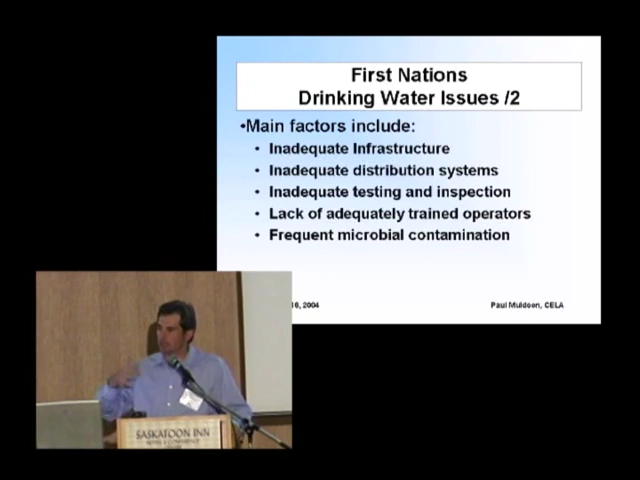 First Nations
Drinking Water Issues /2
•Main factors include:
• Inadequate Infrastructure
• Inadequate distribution systems
• Inadequate testing and inspection
• Lack of adequately trained operators
• Frequent microbial contamination
16, 2004
Paul Muldoon, CELA
SASKATOON INN